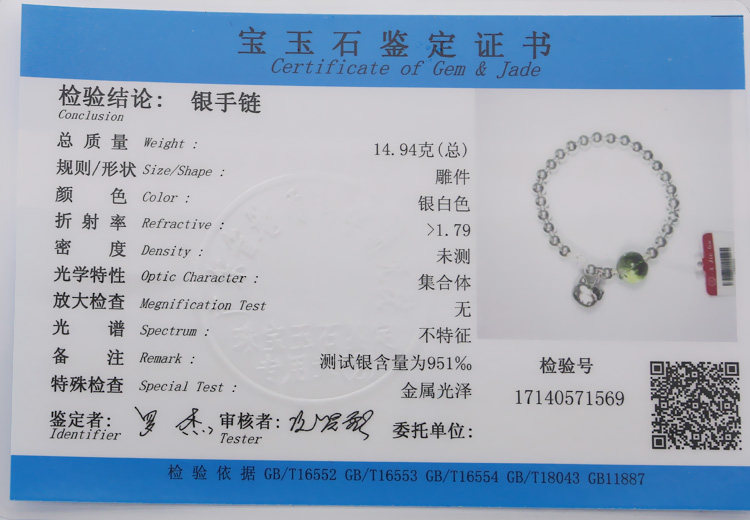 宝玉石鉴定证书
Certificate of Gem & Jade
检验结论: 银手链
Conclusion
总质量 Weight: 14.94克(总)
规则/形状 Size/Shape: 雕件
颜色 Color: 银白色
折射率 Refractive: >1.79
密度 Density: 未测
光学特性 Optic Character: 集合体
放大检查 Megnification Test 无
光谱 Spectrum: 不特征
备注 Remark: 测试银含量为951‰
特殊检查 Special Test: 金属光泽
检验号
17140571569
鉴定者: 罗杰 审核者: 委托单位:
Identifier Tester
检验依据 GB/T16552 GB/T16553 GB/T16554 GB/T18043 GB11887